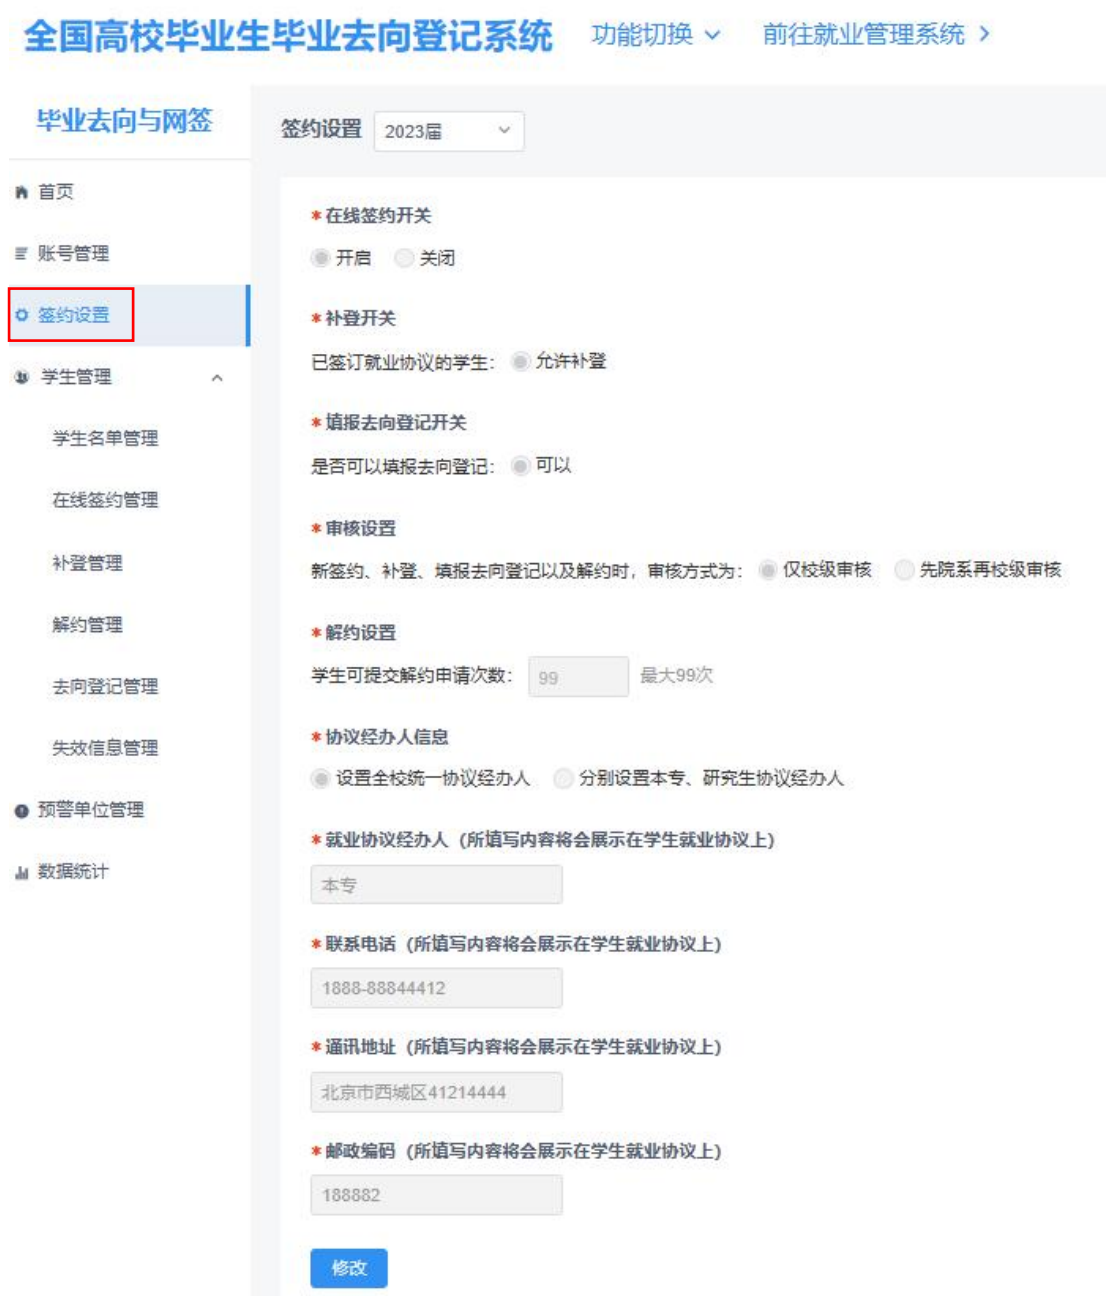 全国高校毕业生毕业去向登记系统 功能切换 前往就业管理系统
毕业去向与网签
首页
账号管理
签约设置
学生管理
学生名单管理
在线签约管理
补登管理
解约管理
去向登记管理
失效信息管理
预警单位管理
数据统计
签约设置 2023届
*在线签约开关
开启 关闭
*补登开关
已签订就业协议的学生： 允许补登
*填报去向登记开关
是否可以填报去向登记： 可以
*审核设置
新签约、补登、填报去向登记以及解约时，审核方式为： 仅校级审核 先院系再校级审核
*解约设置
学生可提交解约申请次数： 99 最大99次
*协议经办人信息
设置全校统一协议经办人 分别设置本专、研究生协议经办人
*就业协议经办人（所填写内容将会展示在学生就业协议上）
本专
*联系电话（所填写内容将会展示在学生就业协议上）
1888-88844412
*通讯地址（所填写内容将会展示在学生就业协议上）
北京市西城区41214444
*邮政编码（所填写内容将会展示在学生就业协议上）
188882
修改